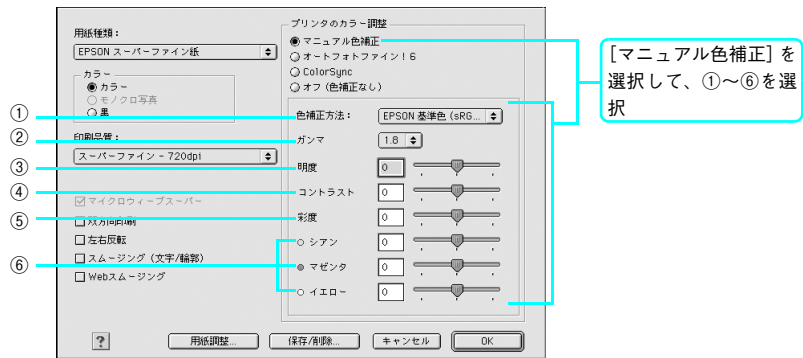 用紙種類：
EPSON スーパーファイン紙
カラー
カラー
モノクロ写真
黒
印刷品質：
スーパーファイン - 720dpi
マイクロウィーブスーパー
双方向印刷
左右反転
スムージング（文字/輪郭）
Webスムージング
プリンタのカラー調整
マニュアル色補正
オートフォトファイン！6
ColorSync
オフ（色補正なし）
① 色補正方法： EPSON 基準色（sRG...
② ガンマ 1.8
③ 明度 0
④ コントラスト 0
⑤ 彩度 0
シアン 0
⑥ マゼンタ 0
イエロー 0
? 用紙調整... 保存/削除... キャンセル OK
［マニュアル色補正］を
選択して、①～⑥を選
択